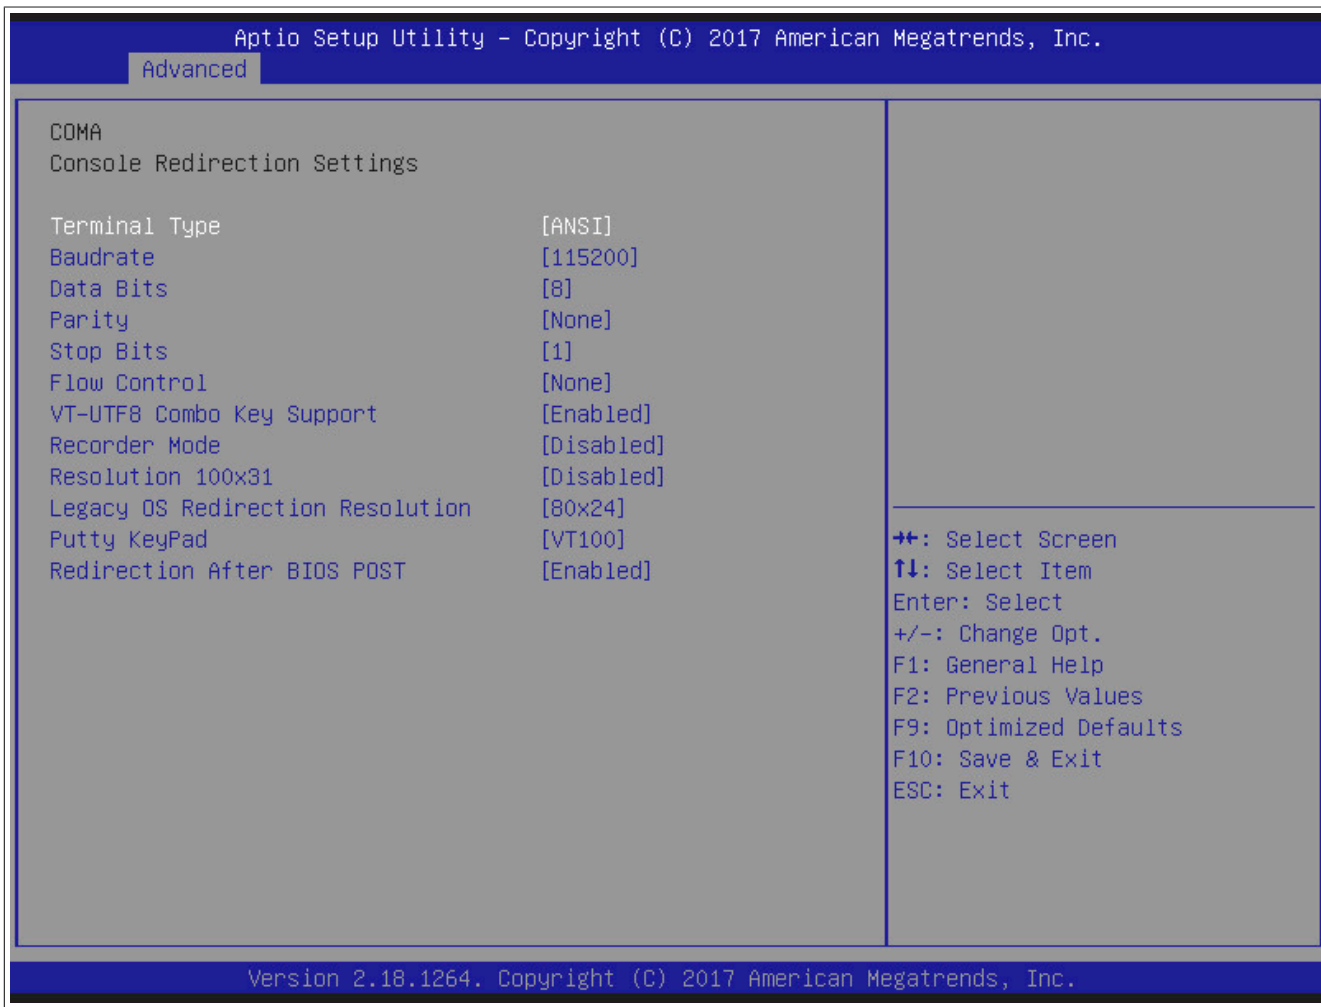 Aptio Setup Utility – Copyright (C) 2017 American Megatrends, Inc.
Advanced
COMA
Console Redirection Settings
Terminal Type [ANSI]
Baudrate [115200]
Data Bits [8]
Parity [None]
Stop Bits [1]
Flow Control [None]
VT-UTF8 Combo Key Support [Enabled]
Recorder Mode [Disabled]
Resolution 100x31 [Disabled]
Legacy OS Redirection Resolution [80x24]
Putty KeyPad [VT100]
Redirection After BIOS POST [Enabled]
→←: Select Screen
↑↓: Select Item
Enter: Select
+/-: Change Opt.
F1: General Help
F2: Previous Values
F9: Optimized Defaults
F10: Save & Exit
ESC: Exit
Version 2.18.1264. Copyright (C) 2017 American Megatrends, Inc.